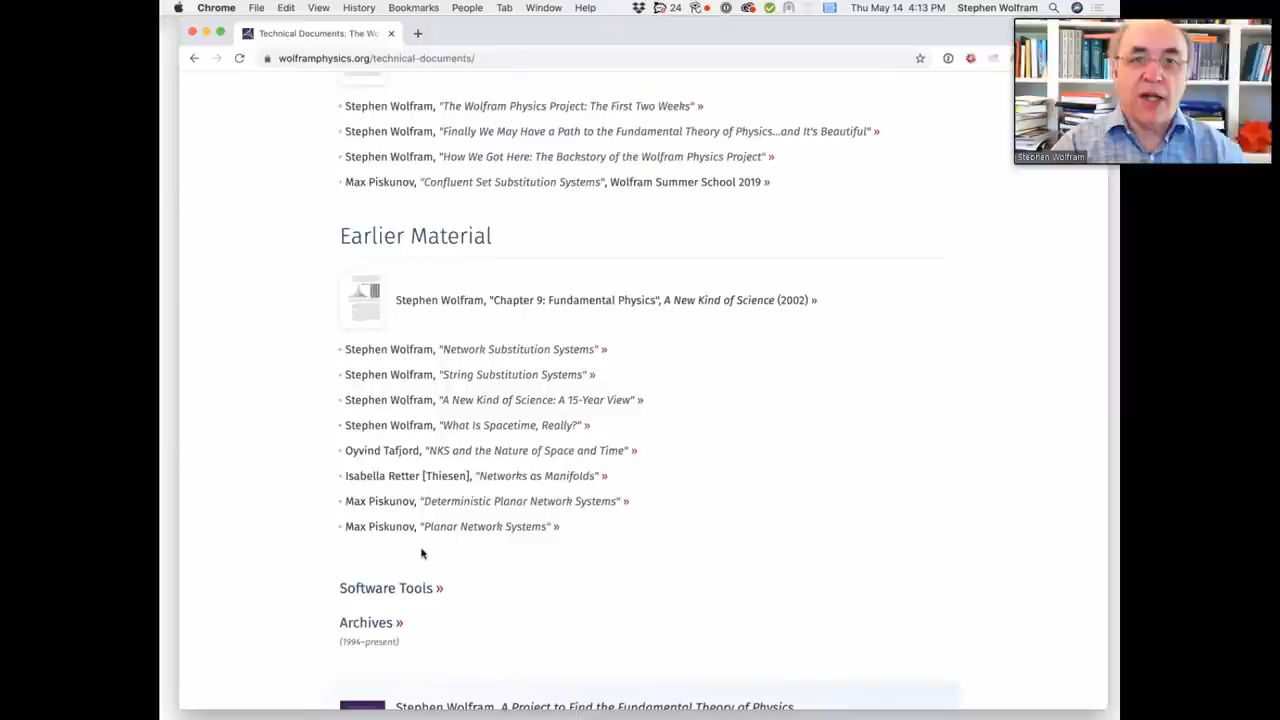 Chrome File Edit View History Bookmarks People Tab Window Help 24 Thu May 14 4:13 PM Stephen Wolfram
Technical Documents: The Wo
wolframphysics.org/technical-documents/
Stephen Wolfram
Stephen Wolfram, "The Wolfram Physics Project: The First Two Weeks" »
Stephen Wolfram, "Finally We May Have a Path to the Fundamental Theory of Physics...and It's Beautiful" »
Stephen Wolfram, "How We Got Here: The Backstory of the Wolfram Physics Project" »
Max Piskunov, "Confluent Set Substitution Systems", Wolfram Summer School 2019 »
Earlier Material
Stephen Wolfram, "Chapter 9: Fundamental Physics", A New Kind of Science (2002) »
Stephen Wolfram, "Network Substitution Systems" »
Stephen Wolfram, "String Substitution Systems" »
Stephen Wolfram, "A New Kind of Science: A 15-Year View" »
Stephen Wolfram, "What Is Spacetime, Really?" »
Oyvind Tafjord, "NKS and the Nature of Space and Time" »
Isabella Retter [Thiesen], "Networks as Manifolds" »
Max Piskunov, "Deterministic Planar Network Systems" »
Max Piskunov, "Planar Network Systems" »
Software Tools »
Archives »
(1994–present)
Stephen Wolfram, A Project to Find the Fundamental Theory of Physics